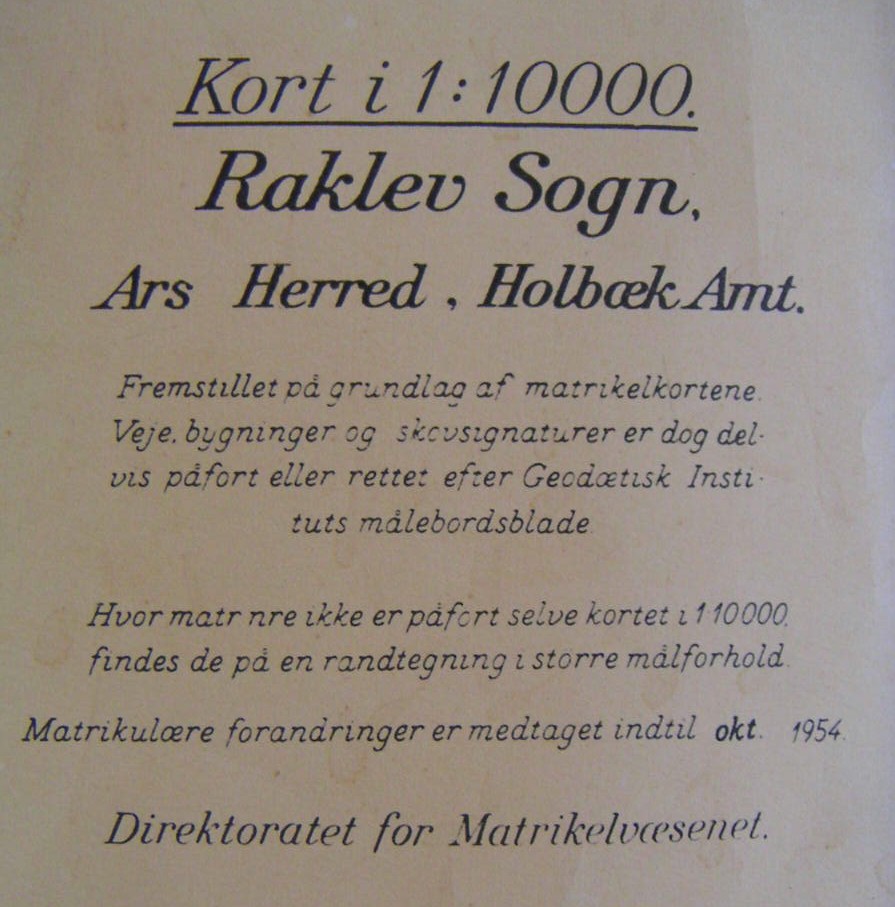 Kort i 1:10000.
Raklev Sogn,
Ars Herred, Holbæk Amt.
Fremstillet på grundlag af matrikelkortene.
Veje, bygninger og skovsignaturer er dog del-
vis påført eller rettet efter Geodætisk Insti-
tuts målebordsblade.
Hvor matr nre ikke er påført selve kortet i 1 10000,
findes de på en randtegning i større målforhold.
Matrikulære forandringer er medtaget indtil okt. 1954.
Direktoratet for Matrikelvæsenet.